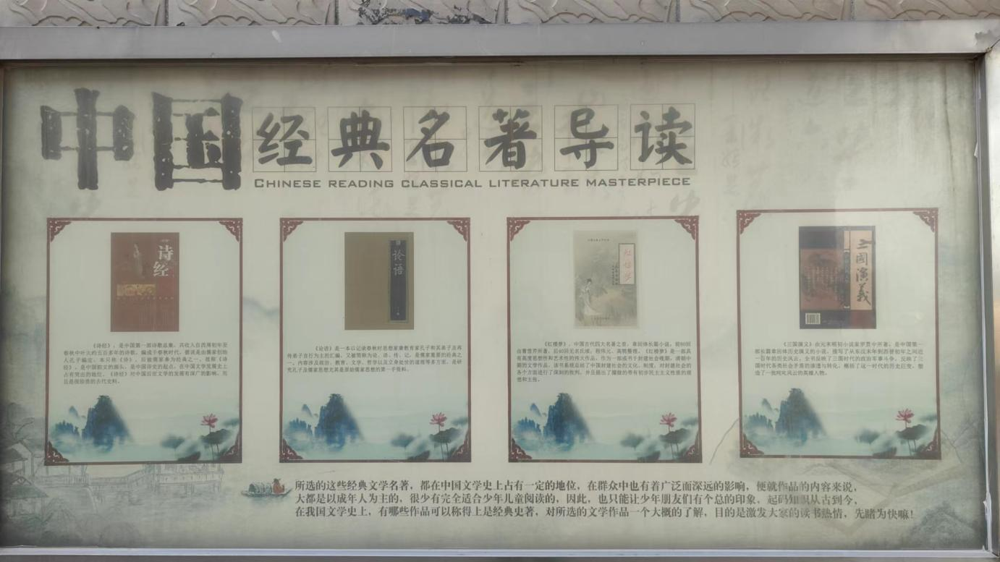 中国经典名著导读
CHINESE READING CLASSICAL LITERATURE MASTERPIECE
诗经
论语
红楼梦
三國演義
《诗经》，是中国第一部诗歌总集，共收入自西周初年至
春秋中叶大约五百多年的诗歌。编成于春秋时代，据说是由儒家创始
人孔子编定。本只称《诗》，后被儒家奉为经典之一，故称《诗
经》，是中国韵文的源头，是中国诗史的起点，在中国文学发展史上
占有突出的地位，《诗经》对中国后世文学的发展有深广的影响，而
且是很珍贵的古代史料。
《论语》是一本以记录春秋时思想家兼教育家孔子和其弟子及再
传弟子言行为主的汇编，又被简称为论、语、传、记，是儒家重要的经典之
一。内容涉及政治、教育、文学、哲学以及立身处世的道理等多方面。是研
究孔子及儒家思想尤其是原始儒家思想的第一手资料。
《红楼梦》，中国古代四大名著之首，章回体长篇小说，前80回
由曹雪芹所著，后40回无名氏续，程伟元、高鹗整理。《红楼梦》是一部具
有高度思想性和艺术性的伟大作品，作为一部成书于封建社会晚期，清朝中
期的文学作品，该书系统总结了中国封建社会的文化、制度，对封建社会的
各个方面进行了深刻的批判，并且提出了朦胧的带有初步民主主义性质的理
想和主张。
《三国演义》由元末明初小说家罗贯中所著，是中国第一
部长篇章回体历史演义的小说，描写了从东汉末年到西晋初年之间近
一百年的历史风云。全书反映了三国时代的政治军事斗争，反映了三
国时代各类社会矛盾的渗透与转化，概括了这一时代的历史巨变，塑
造了一批叱咤风云的英雄人物。
所选的这些经典文学名著，都在中国文学史上占有一定的地位，在群众中也有着广泛而深远的影响，便就作品的内容来说，
大都是以成年人为主的，很少有完全适合少年儿童阅读的，因此，也只能让少年朋友们有个总的印象，起码知识从古到今，
在我国文学史上，有哪些作品可以称得上是经典史著，对所选的文学作品一个大概的了解，目的是激发大家的读书热情，先睹为快嘛！